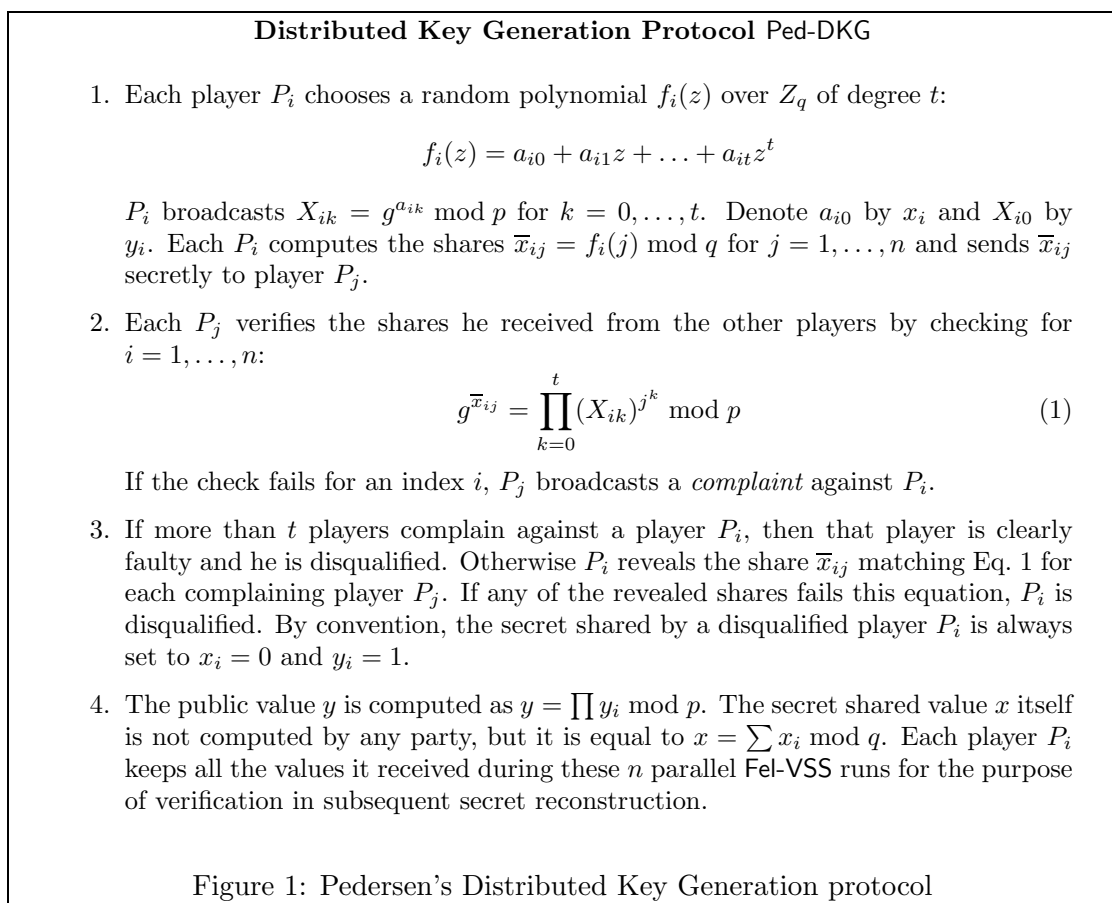 Distributed Key Generation Protocol Ped-DKG
1. Each player P_i chooses a random polynomial f_i(z) over Z_q of degree t:
f_i(z) = a_{i0} + a_{i1}z + … + a_{it}z^t
P_i broadcasts X_{ik} = g^{a_{ik}} mod p for k = 0, …, t. Denote a_{i0} by x_i and X_{i0} by
y_i. Each P_i computes the shares x̅_{ij} = f_i(j) mod q for j = 1, …, n and sends x̅_{ij}
secretly to player P_j.
2. Each P_j verifies the shares he received from the other players by checking for
i = 1, …, n:
g^{x̅_{ij}} = ∏_{k=0}^{t} (X_{ik})^{j^k} mod p (1)
If the check fails for an index i, P_j broadcasts a complaint against P_i.
3. If more than t players complain against a player P_i, then that player is clearly
faulty and he is disqualified. Otherwise P_i reveals the share x̅_{ij} matching Eq. 1 for
each complaining player P_j. If any of the revealed shares fails this equation, P_i is
disqualified. By convention, the secret shared by a disqualified player P_i is always
set to x_i = 0 and y_i = 1.
4. The public value y is computed as y = ∏ y_i mod p. The secret shared value x itself
is not computed by any party, but it is equal to x = ∑ x_i mod q. Each player P_i
keeps all the values it received during these n parallel Fel-VSS runs for the purpose
of verification in subsequent secret reconstruction.
Figure 1: Pedersen's Distributed Key Generation protocol